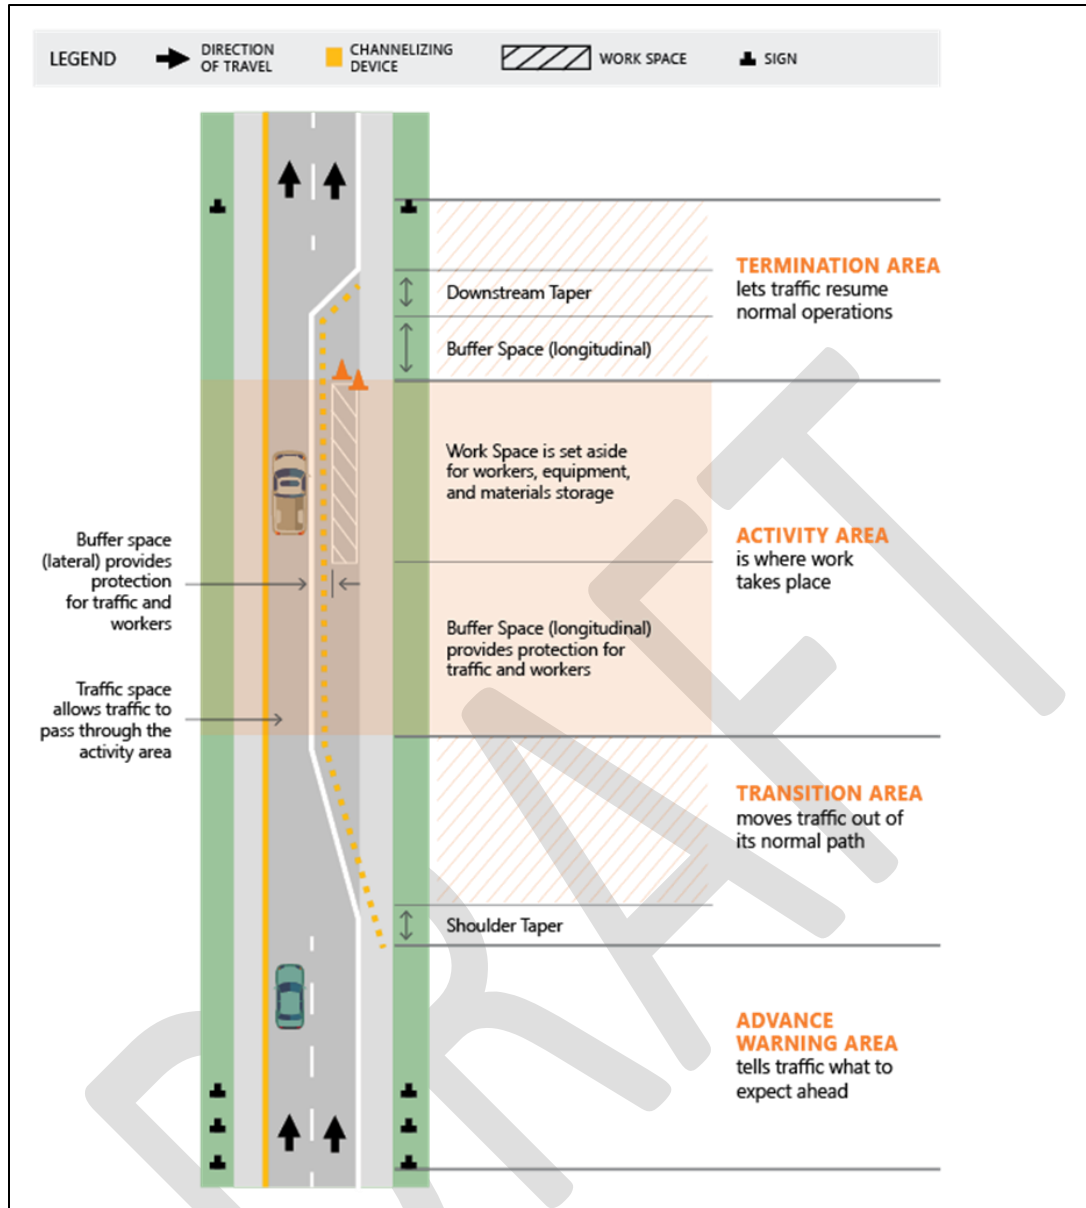 LEGEND
DIRECTION
OF TRAVEL
CHANNELIZING
DEVICE
WORK SPACE
SIGN
TERMINATION AREA
lets traffic resume
normal operations
Downstream Taper
Buffer Space (longitudinal)
Work Space is set aside
for workers, equipment,
and materials storage
ACTIVITY AREA
is where work
takes place
Buffer space
(lateral) provides
protection
for traffic and
workers
Buffer Space (longitudinal)
provides protection for
traffic and workers
Traffic space
allows traffic to
pass through the
activity area
TRANSITION AREA
moves traffic out of
its normal path
Shoulder Taper
ADVANCE
WARNING AREA
tells traffic what to
expect ahead
DRAFT